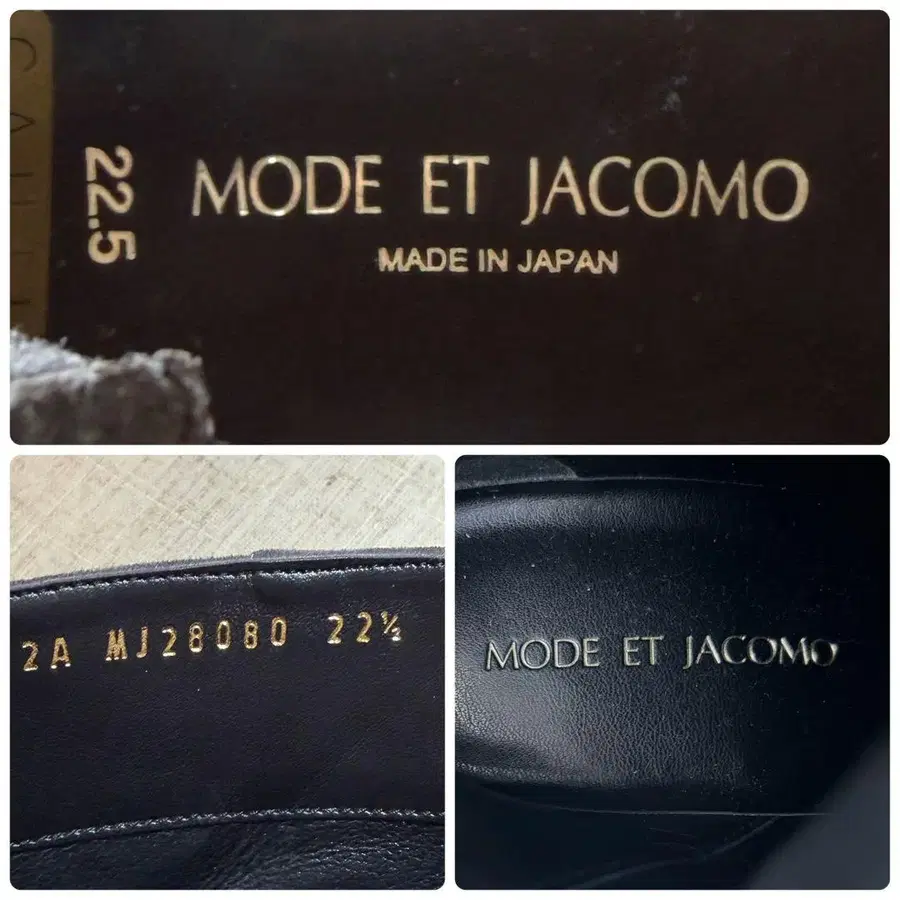 22.5
MODE ET JACOMO
MADE IN JAPAN
2A MJ28080 22½
MODE ET JACOMO